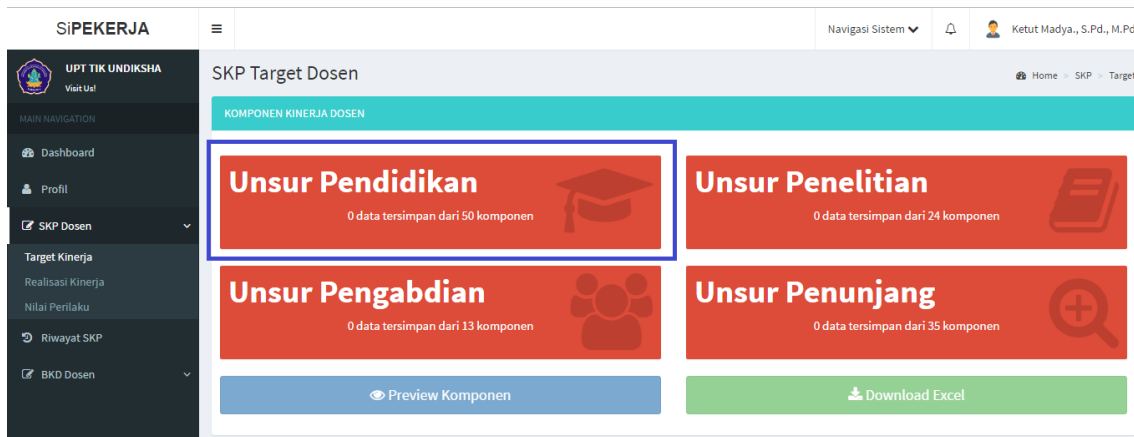 SiPEKERJA
Navigasi Sistem
Ketut Madya., S.Pd., M.Pd
UPT TIK UNDIKSHA
Visit Us!
MAIN NAVIGATION
Dashboard
Profil
SKP Dosen
Target Kinerja
Realisasi Kinerja
Nilai Perilaku
Riwayat SKP
BKD Dosen
SKP Target Dosen
Home > SKP > Target
KOMPONEN KINERJA DOSEN
Unsur Pendidikan
0 data tersimpan dari 50 komponen
Unsur Penelitian
0 data tersimpan dari 24 komponen
Unsur Pengabdian
0 data tersimpan dari 13 komponen
Unsur Penunjang
0 data tersimpan dari 35 komponen
Preview Komponen
Download Excel